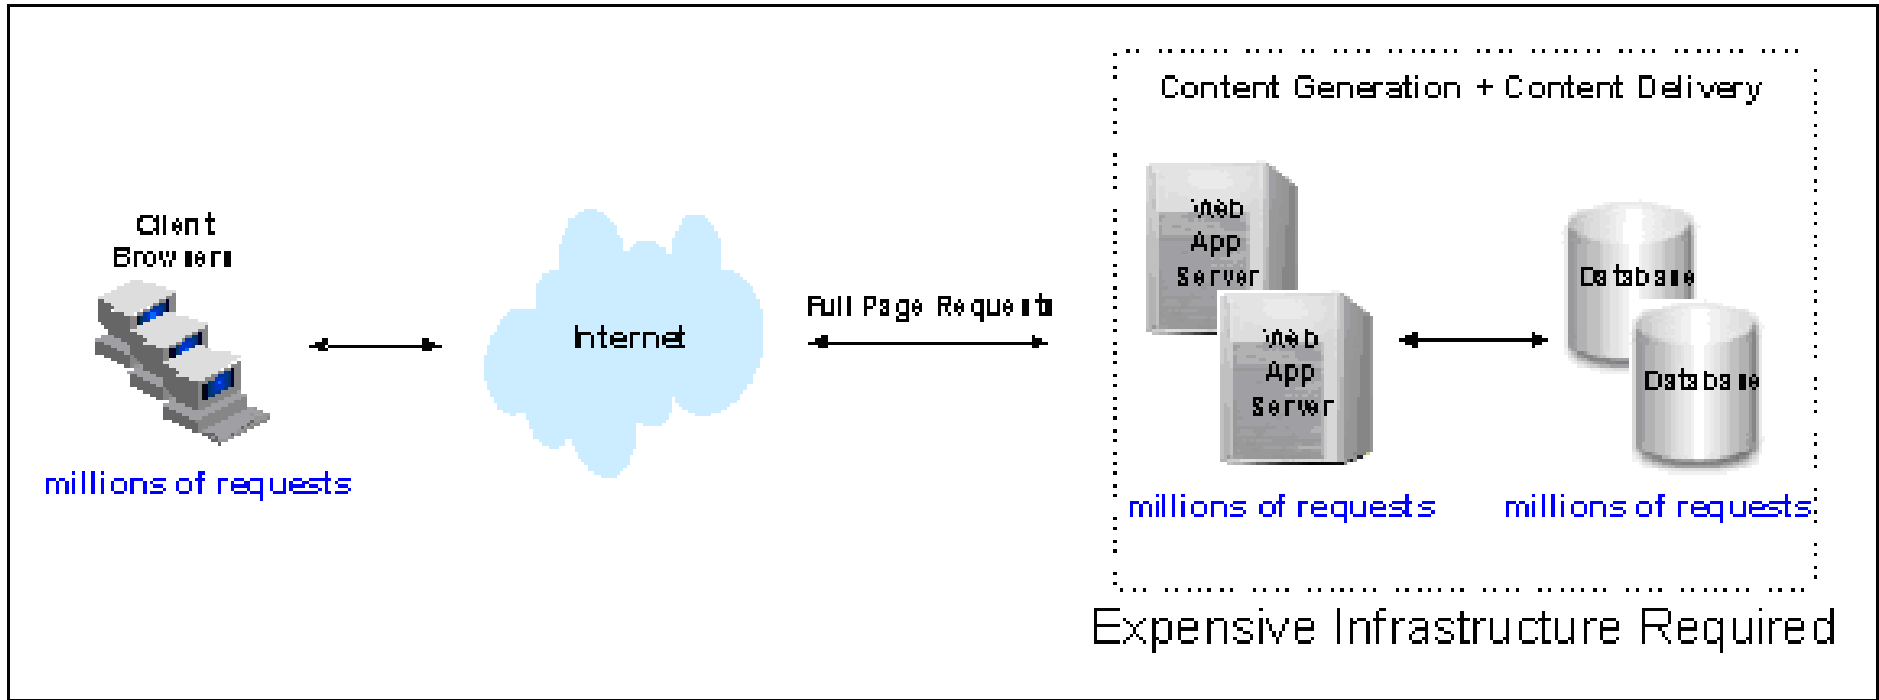 Content Generation + Content Delivery
Client
Browsers
Internet
Full Page Requests
Web
App
Server
Web
App
Server
Database
Database
millions of requests
millions of requests
millions of requests
Expensive Infrastructure Required